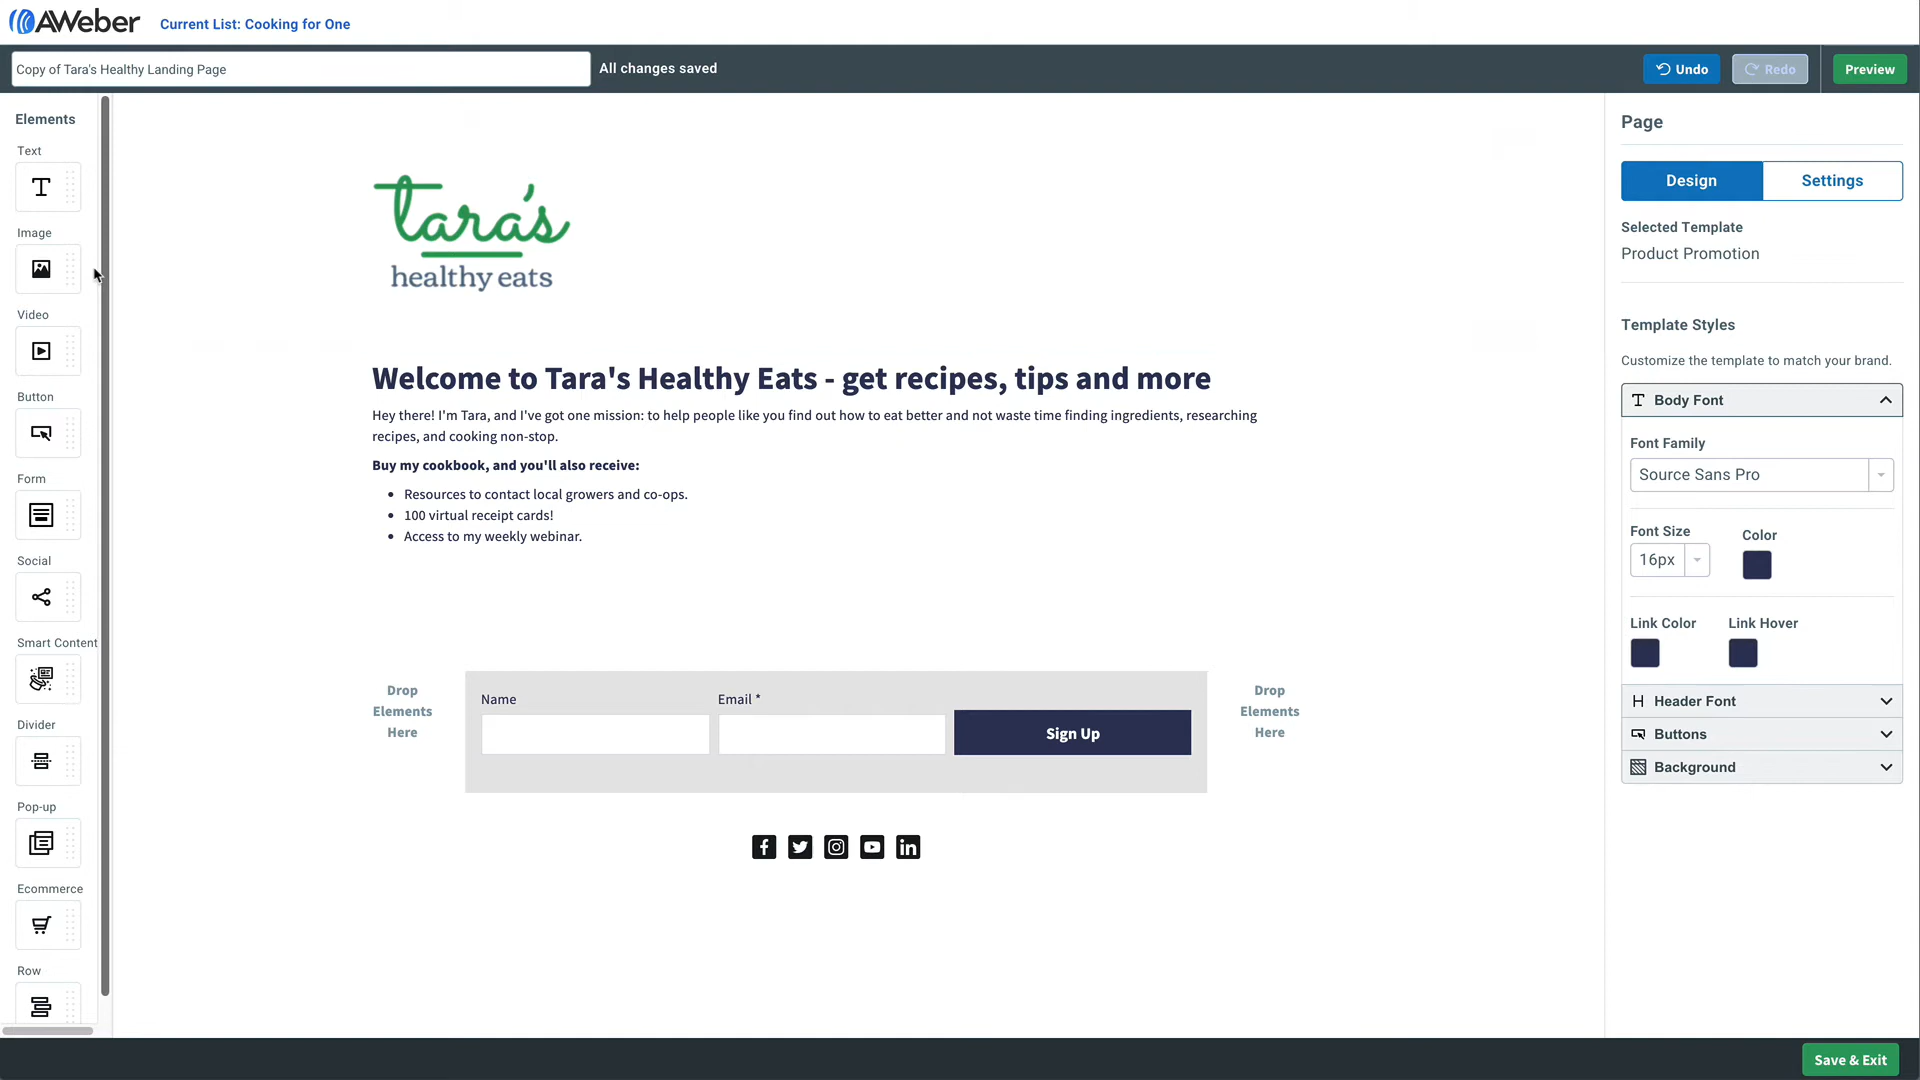 AWeber
Current List: Cooking for One
Copy of Tara's Healthy Landing Page
All changes saved
Undo
Redo
Preview
Elements
Text
Image
Video
Button
Form
Social
Smart Content
Divider
Pop-up
Ecommerce
Row
tara's
healthy eats
Welcome to Tara's Healthy Eats - get recipes, tips and more
Hey there! I'm Tara, and I've got one mission: to help people like you find out how to eat better and not waste time finding ingredients, researching
recipes, and cooking non-stop.
Buy my cookbook, and you'll also receive:
Resources to contact local growers and co-ops.
100 virtual receipt cards!
Access to my weekly webinar.
Drop
Elements
Here
Name
Email *
Sign Up
Drop
Elements
Here
Page
Design
Settings
Selected Template
Product Promotion
Template Styles
Customize the template to match your brand.
Body Font
Font Family
Source Sans Pro
Font Size
16px
Color
Link Color
Link Hover
Header Font
Buttons
Background
Save & Exit